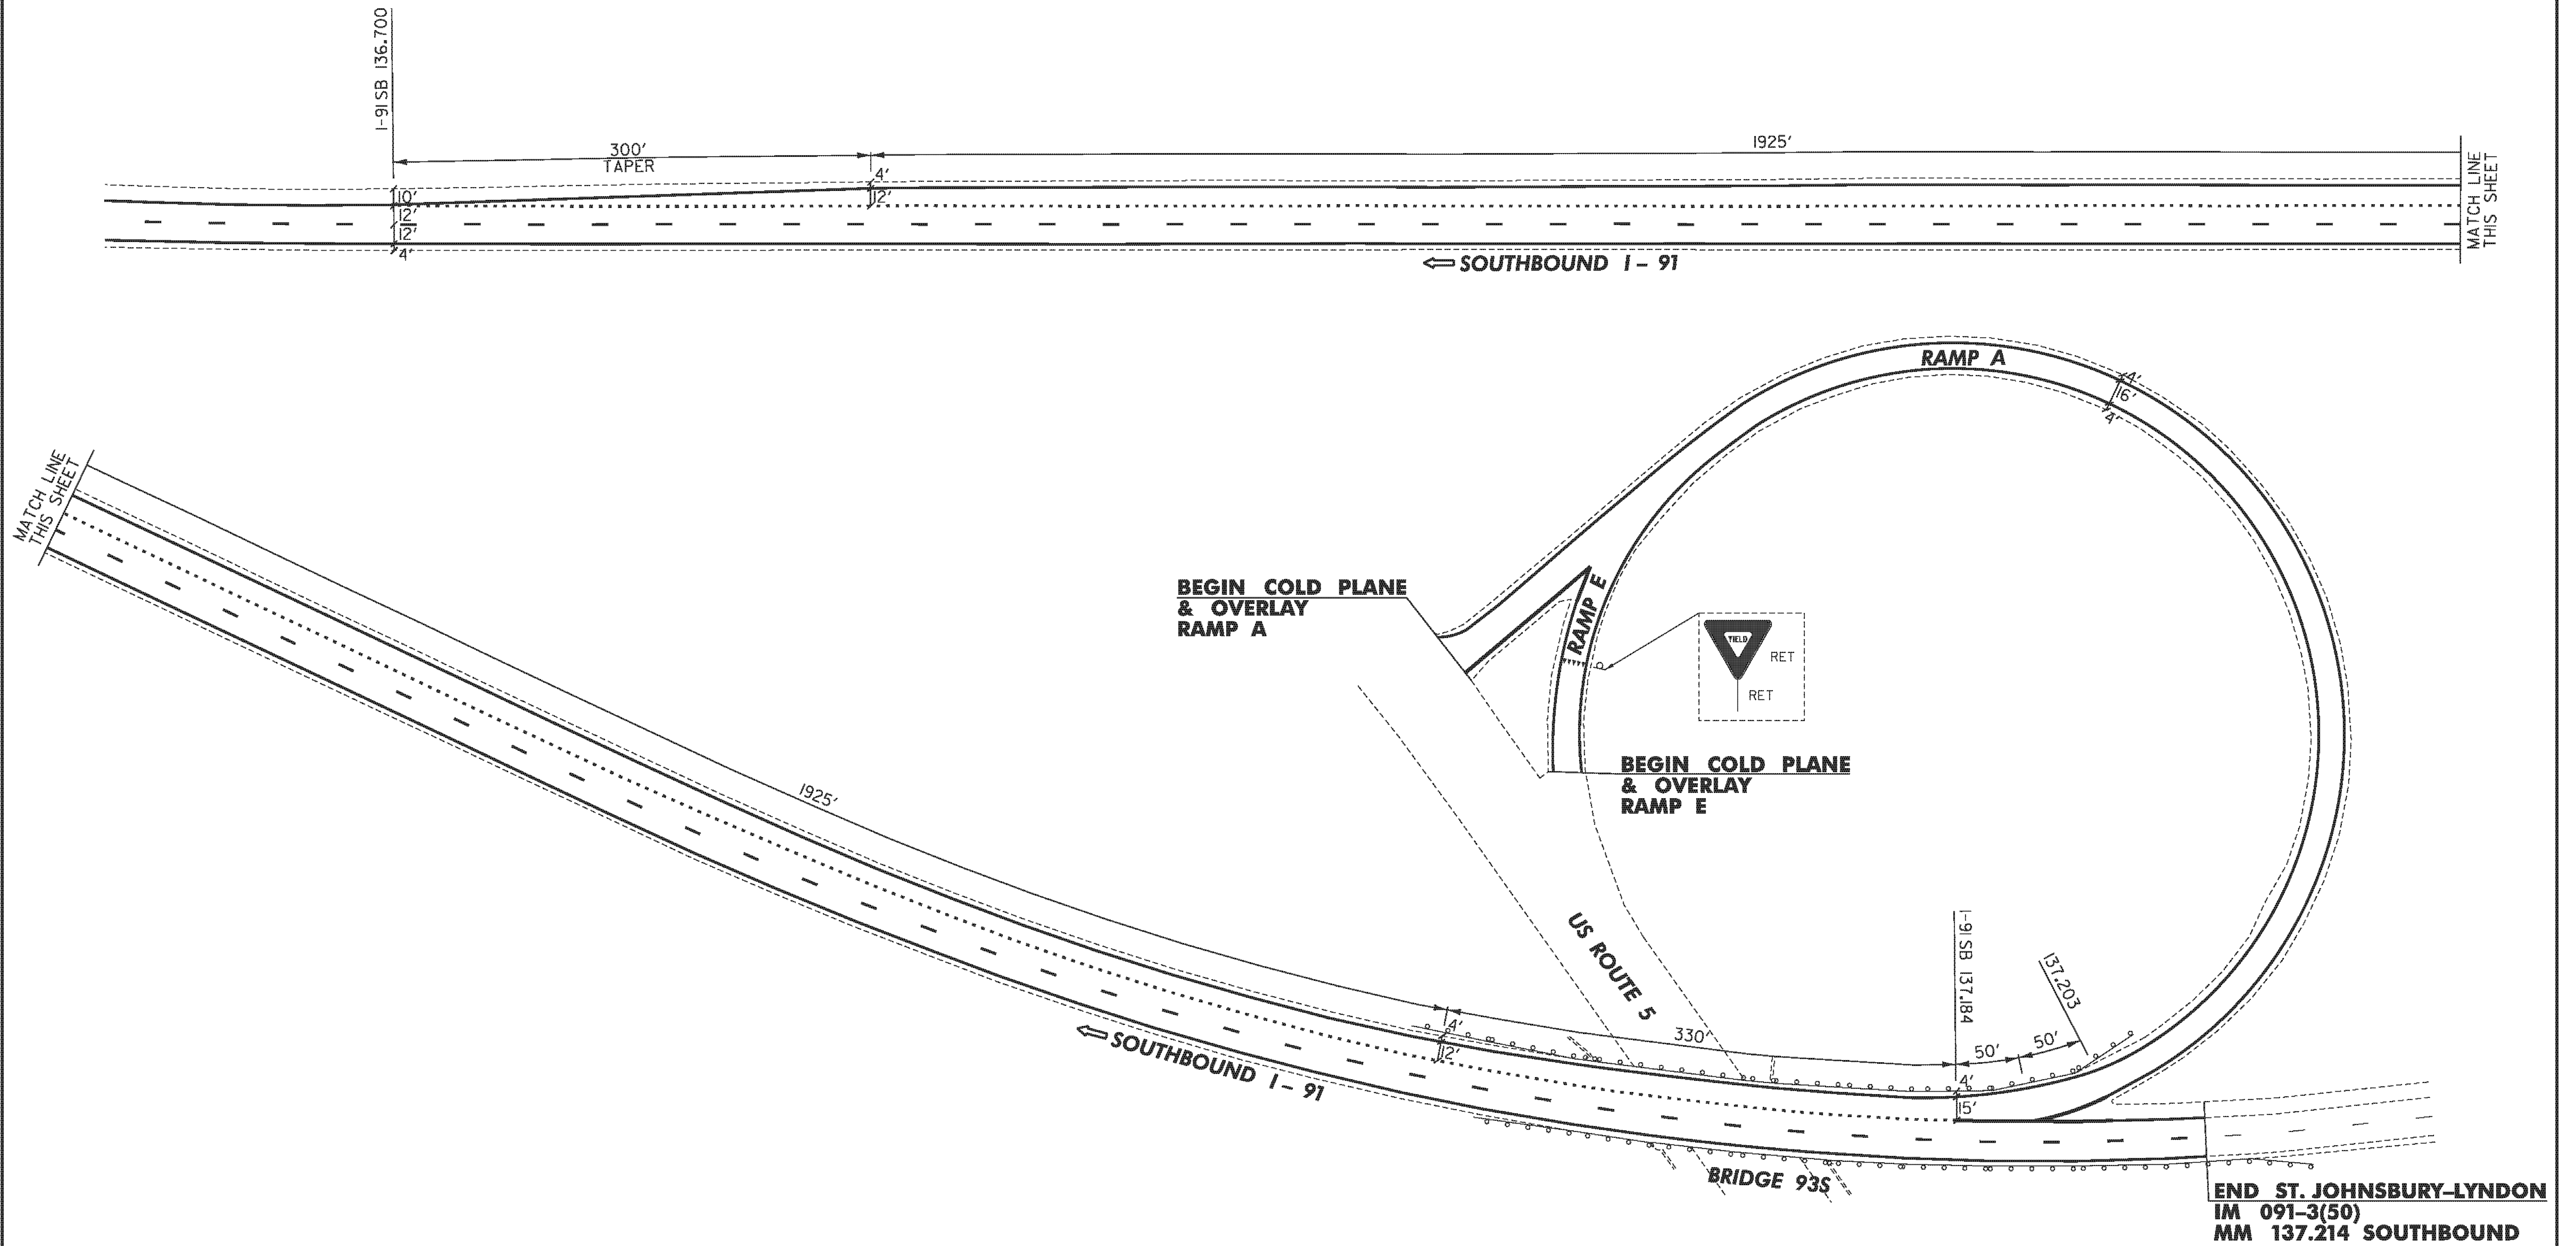 I-91 SB 136.700
300'
TAPER
1925'
4'
12'
10'
12'
12'
4'
MATCH LINE
THIS SHEET
SOUTHBOUND I - 91
RAMP A
4'
16'
4'
MATCH LINE
THIS SHEET
BEGIN COLD PLANE
& OVERLAY
RAMP A
RAMP E
YIELD
RET
RET
BEGIN COLD PLANE
& OVERLAY
RAMP E
1925'
US ROUTE 5
I-91 SB 137.184
137.203
4'
12'
330'
50'
50'
4'
15'
SOUTHBOUND I - 91
BRIDGE 93S
END ST. JOHNSBURY-LYNDON
IM 091-3(50)
MM 137.214 SOUTHBOUND